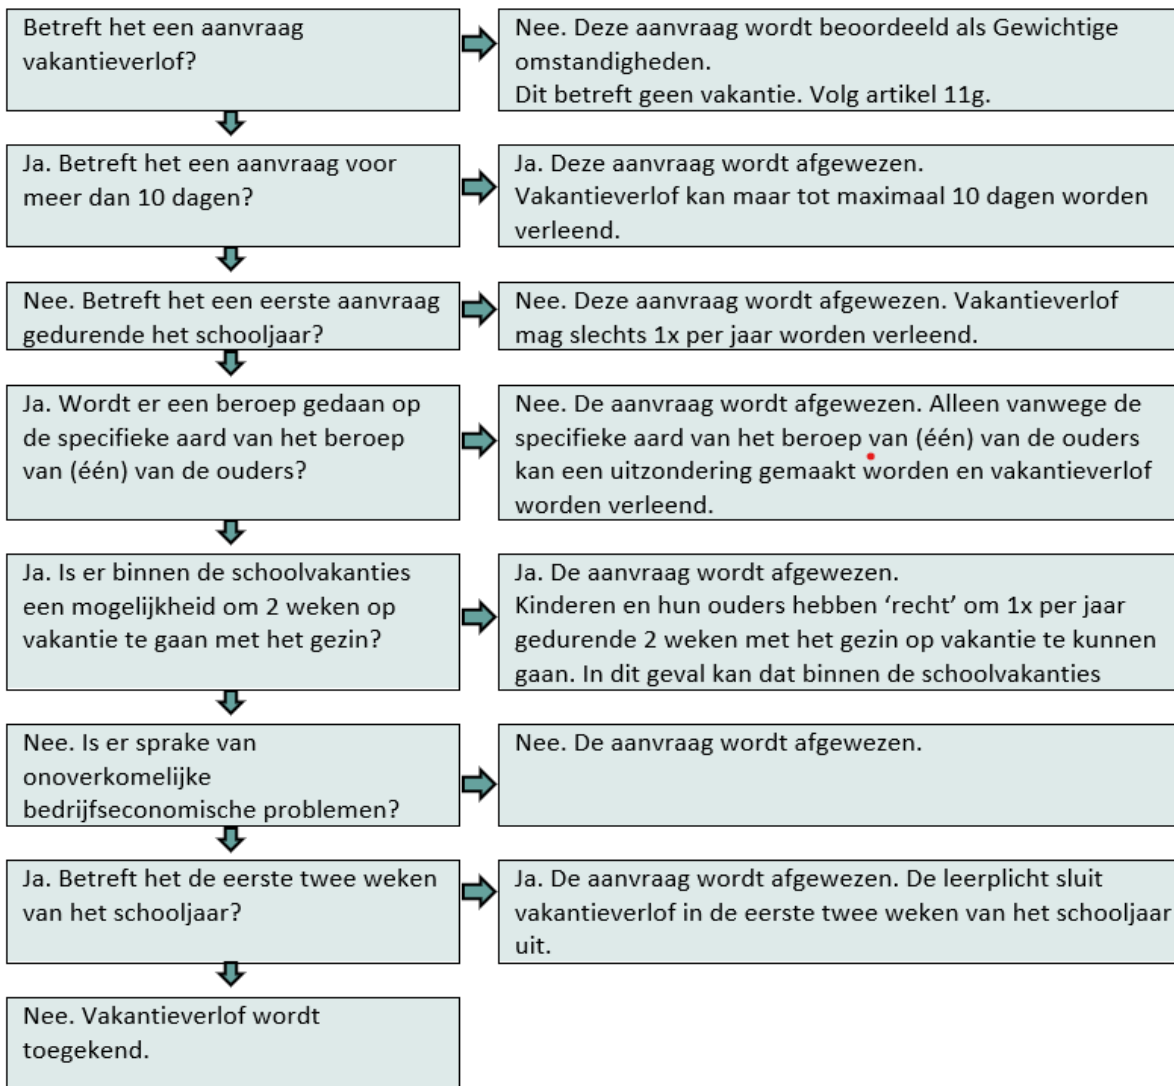 Betreft het een aanvraag
vakantieverlof?
Nee. Deze aanvraag wordt beoordeeld als Gewichtige
omstandigheden.
Dit betreft geen vakantie. Volg artikel 11g.
Ja. Betreft het een aanvraag voor
meer dan 10 dagen?
Ja. Deze aanvraag wordt afgewezen.
Vakantieverlof kan maar tot maximaal 10 dagen worden
verleend.
Nee. Betreft het een eerste aanvraag
gedurende het schooljaar?
Nee. Deze aanvraag wordt afgewezen. Vakantieverlof
mag slechts 1x per jaar worden verleend.
Ja. Wordt er een beroep gedaan op
de specifieke aard van het beroep
van (één) van de ouders?
Nee. De aanvraag wordt afgewezen. Alleen vanwege de
specifieke aard van het beroep van (één) van de ouders
kan een uitzondering gemaakt worden en vakantieverlof
worden verleend.
Ja. Is er binnen de schoolvakanties
een mogelijkheid om 2 weken op
vakantie te gaan met het gezin?
Ja. De aanvraag wordt afgewezen.
Kinderen en hun ouders hebben ‘recht’ om 1x per jaar
gedurende 2 weken met het gezin op vakantie te kunnen
gaan. In dit geval kan dat binnen de schoolvakanties
Nee. Is er sprake van
onoverkomelijke
bedrijfseconomische problemen?
Nee. De aanvraag wordt afgewezen.
Ja. Betreft het de eerste twee weken
van het schooljaar?
Ja. De aanvraag wordt afgewezen. De leerplicht sluit
vakantieverlof in de eerste twee weken van het schooljaar
uit.
Nee. Vakantieverlof wordt
toegekend.